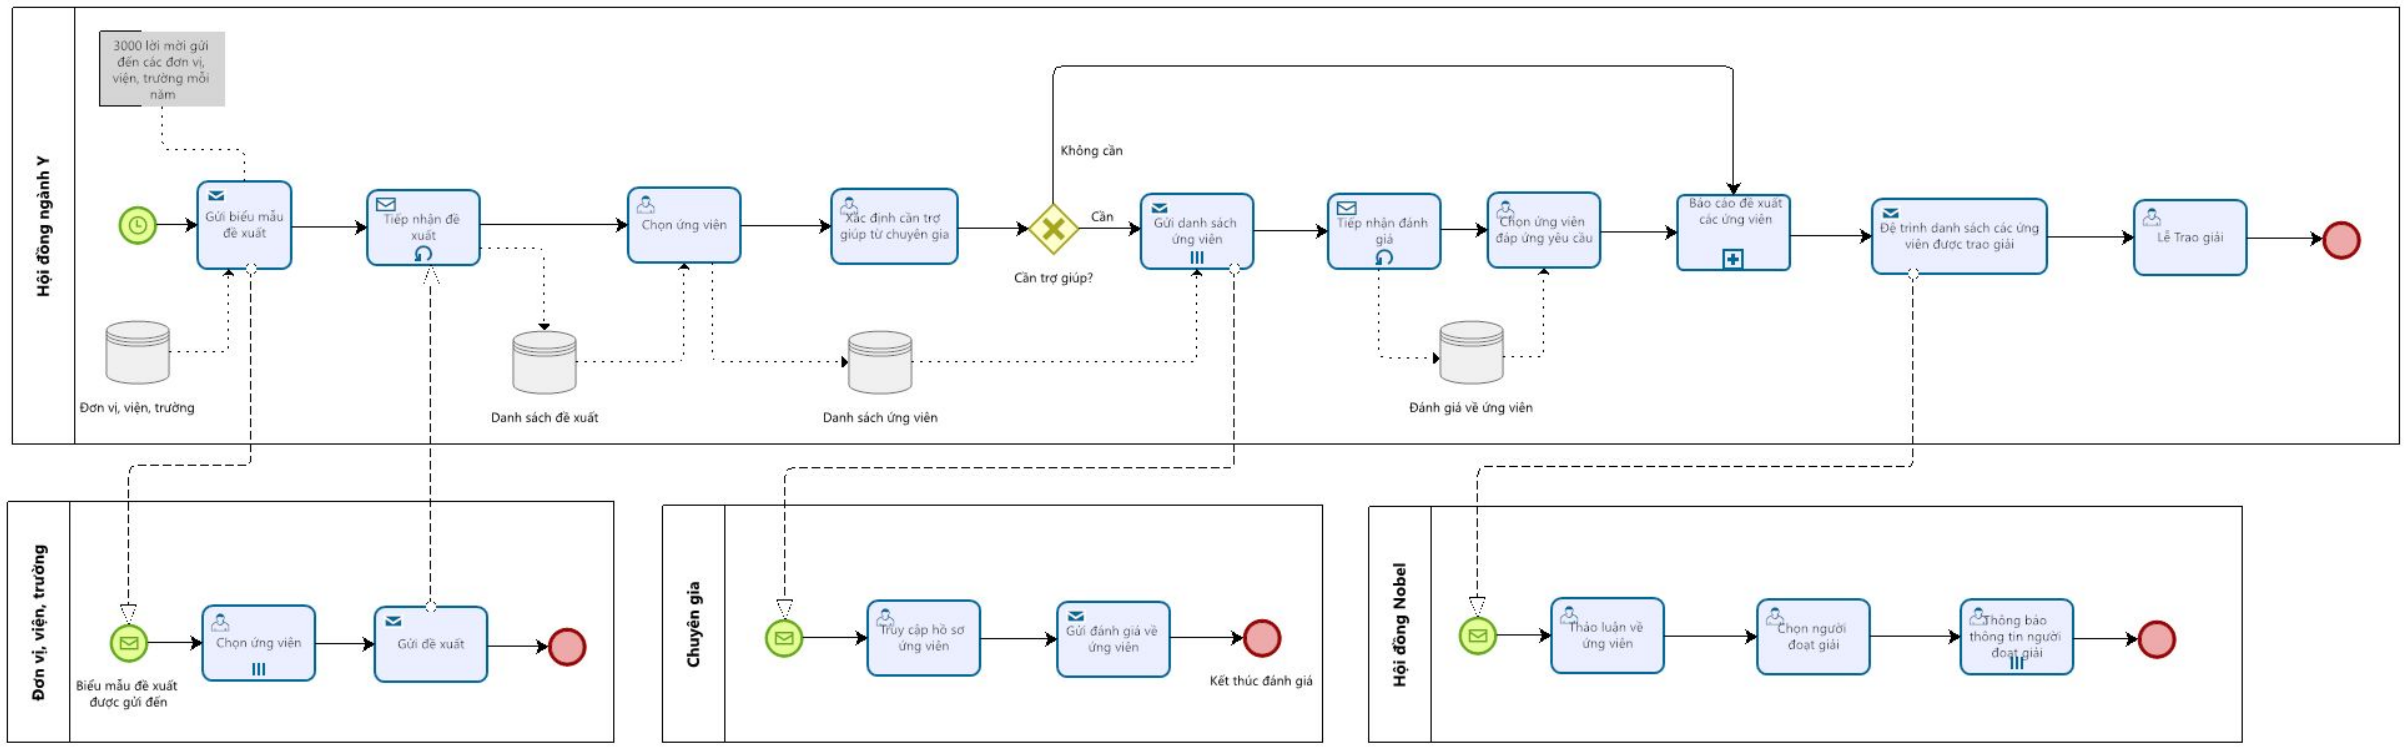 Hội đồng ngành Y
3000 lời mời gửi
đến các đơn vị,
viện, trường mỗi
năm
Gửi biểu mẫu
đề xuất
Tiếp nhận đề
xuất
Chọn ứng viên
Xác định cần trợ
giúp từ chuyên gia
Không cần
Cần
Cần trợ giúp?
Gửi danh sách
ứng viên
Tiếp nhận đánh
giá
Chọn ứng viên
đáp ứng yêu cầu
Báo cáo đề xuất
các ứng viên
Đệ trình danh sách các ứng
viên được trao giải
Lễ Trao giải
Đơn vị, viện, trường
Danh sách đề xuất
Danh sách ứng viên
Đánh giá về ứng viên
Đơn vị, viện, trường
Biểu mẫu đề xuất
được gửi đến
Chọn ứng viên
Gửi đề xuất
Chuyên gia
Truy cập hồ sơ
ứng viên
Gửi đánh giá về
ứng viên
Kết thúc đánh giá
Hội đồng Nobel
Thảo luận về
ứng viên
Chọn người
đoạt giải
Thông báo
thông tin người
đoạt giải